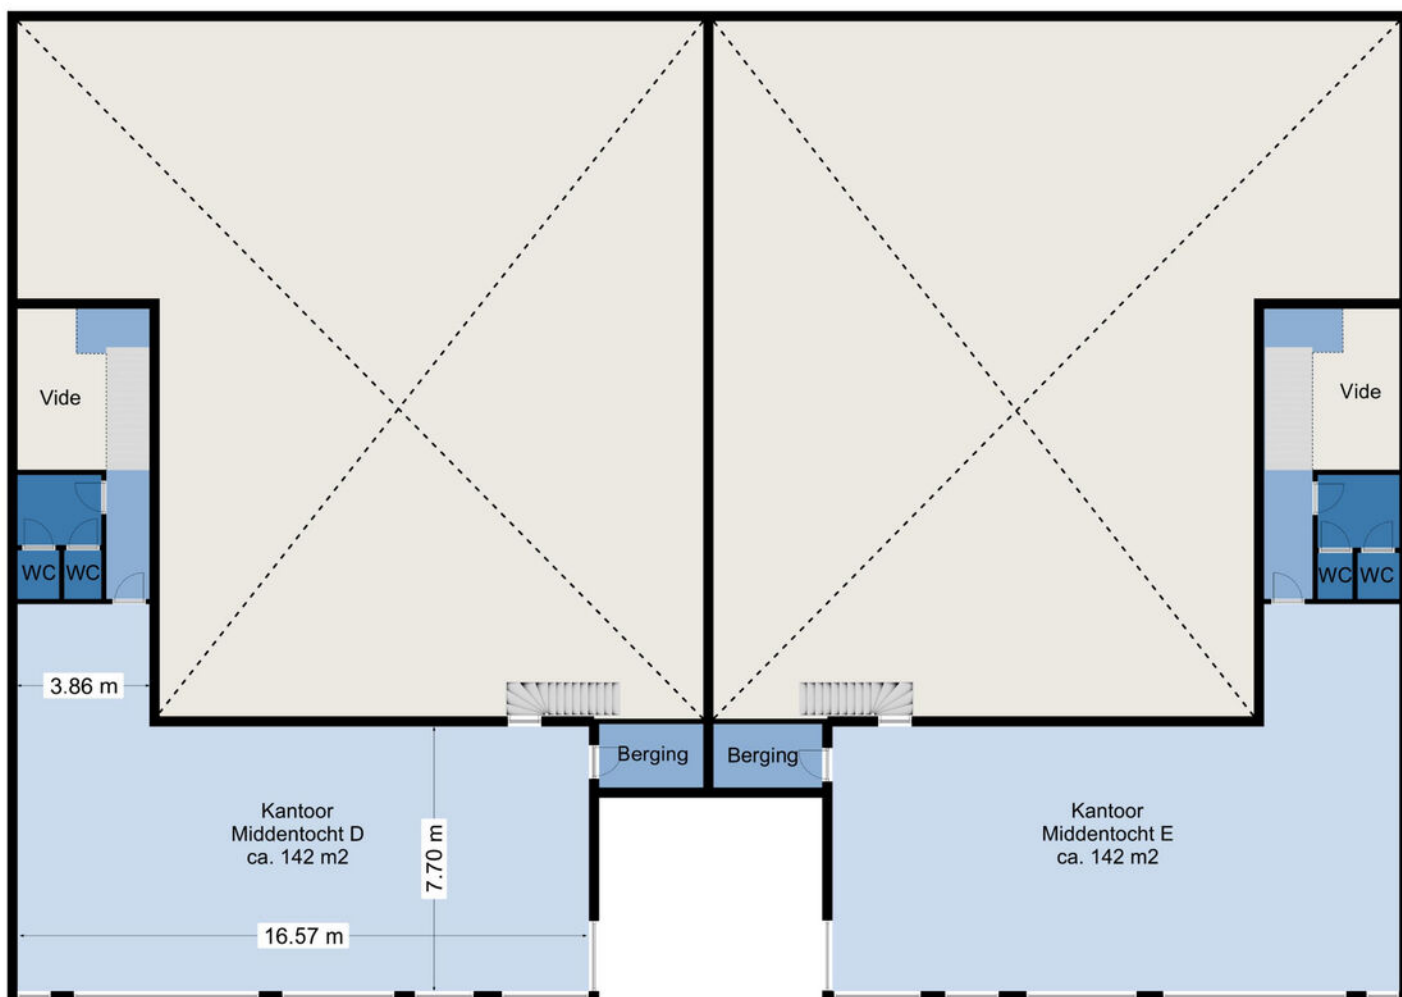 Vide
Vide
WC
WC
WC
WC
3.86 m
Berging
Berging
Kantoor
Middentocht D
ca. 142 m2
7.70 m
Kantoor
Middentocht E
ca. 142 m2
16.57 m